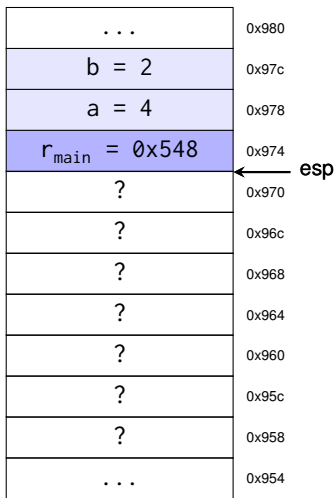 ... 0x980
b = 2 0x97c
a = 4 0x978
r_main = 0x548 0x974
esp
? 0x970
? 0x96c
? 0x968
? 0x964
? 0x960
? 0x95c
? 0x958
... 0x954